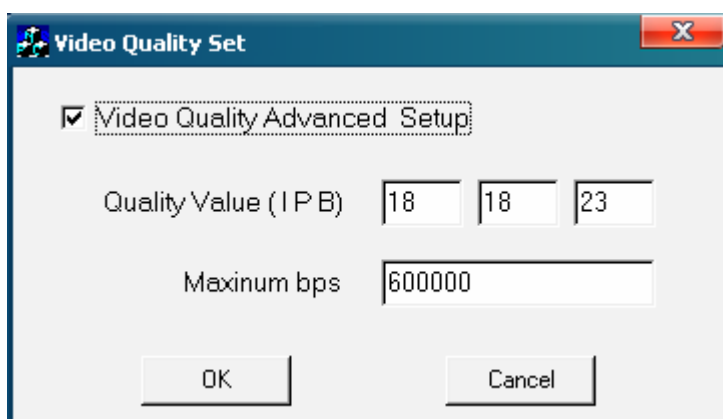 Video Quality Set
Video Quality Advanced Setup
Quality Value ( I P B) 18 18 23
Maxinum bps 600000
OK Cancel